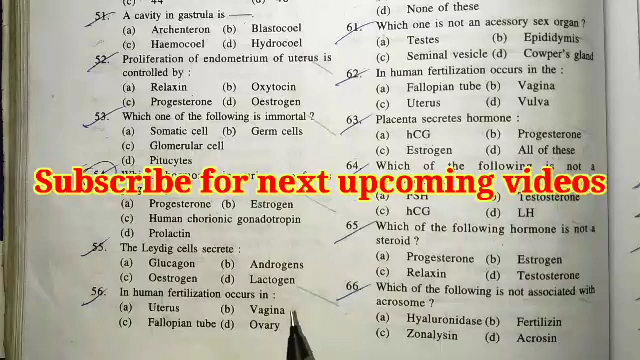 (c) 44
51. A cavity in gastrula is ——.
(a) Archenteron (b) Blastocoel
(c) Haemocoel (d) Hydrocoel
52. Proliferation of endometrium of uterus is
controlled by :
(a) Relaxin (b) Oxytocin
(c) Progesterone (d) Oestrogen
53. Which one of the following is immortal ?
(a) Somatic cell (b) Germ cells
(c) Glomerular cell
(d) Pitucytes
(a) Progesterone (b) Estrogen
(c) Human chorionic gonadotropin
(d) Prolactin
55. The Leydig cells secrete :
(a) Glucagon (b) Androgens
(c) Oestrogen (d) Lactogen
56. In human fertilization occurs in :
(a) Uterus (b) Vagina
(c) Fallopian tube (d) Ovary
(d) None of these
61. Which one is not an acessory sex organ ?
(a) Testes (b) Epididymis
(c) Seminal vesicle (d) Cowper's gland
62. In human fertilization occurs in the :
(a) Fallopian tube (b) Vagina
(c) Uterus (d) Vulva
63. Placenta secretes hormone :
(a) hCG (b) Progesterone
(c) Estrogen (d) All of these
64. Which of the following is not a
Subscribe for next upcoming videos
(a) FSH (b) Testosterone
(c) hCG (d) LH
65. Which of the following hormone is not a
steroid ?
(a) Progesterone (b) Estrogen
(c) Relaxin (d) Testosterone
66. Which of the following is not associated with
acrosome ?
(a) Hyaluronidase (b) Fertilizin
(c) Zonalysin (d) Acrosin